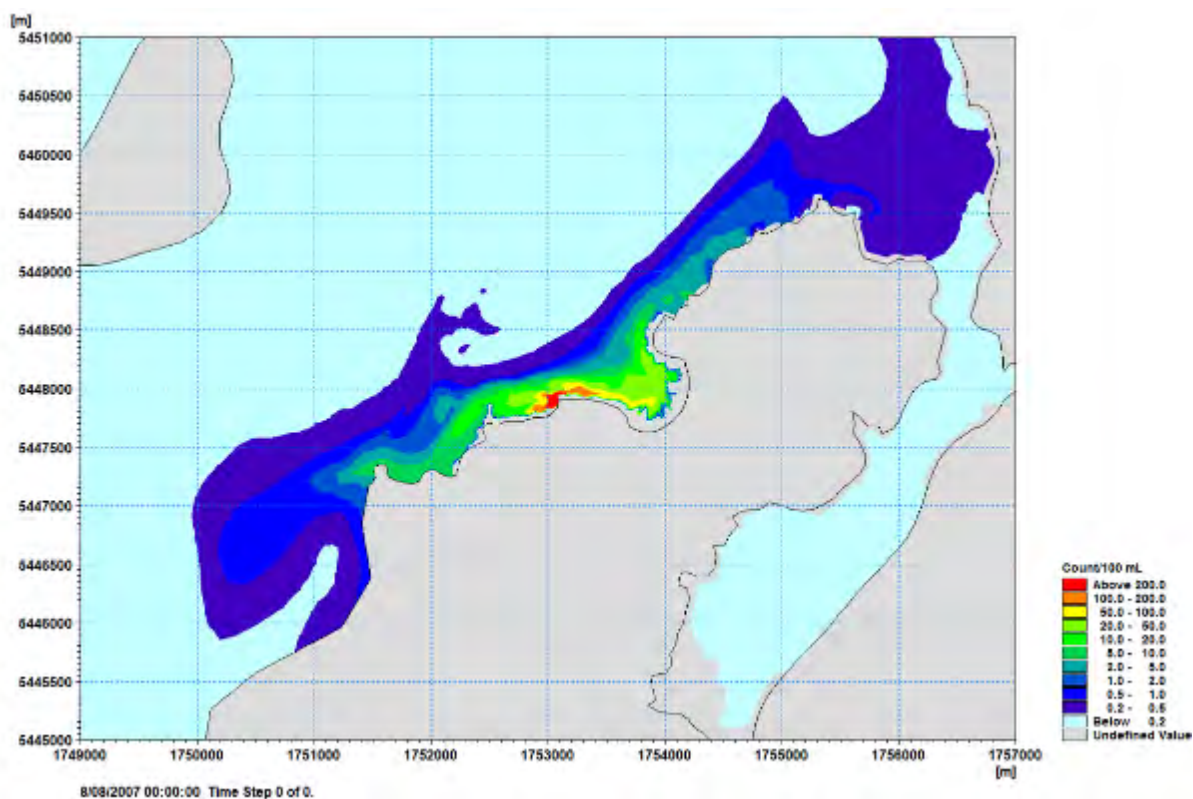 [m]
5451000
5450500
5450000
5449500
5449000
5448500
5448000
5447500
5447000
5446500
5446000
5445500
5445000
1749000 1750000 1751000 1752000 1753000 1754000 1755000 1756000 1757000
[m]
Count/100 mL
Above 200.0
100.0 - 200.0
50.0 - 100.0
20.0 - 50.0
10.0 - 20.0
5.0 - 10.0
2.0 - 5.0
1.0 - 2.0
0.5 - 1.0
0.2 - 0.5
Below 0.2
Undefined Value
8/08/2007 00:00:00 Time Step 0 of 0.